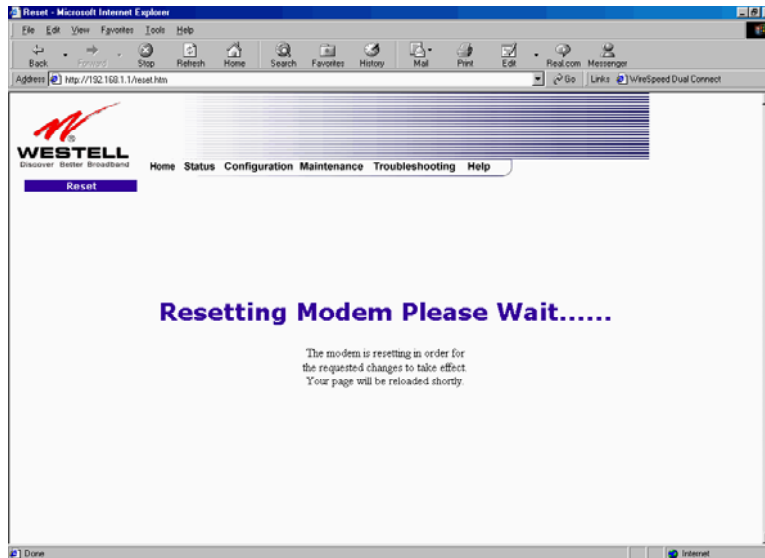 Reset - Microsoft Internet Explorer
File Edit View Favorites Tools Help
Back Forward Stop Refresh Home Search Favorites History Mail Print Edit Real.com Messenger
Address http://192.168.1.1/reset.htm Go Links WireSpeed Dual Connect
WESTELL
Discover Better Broadband
Home Status Configuration Maintenance Troubleshooting Help
Reset
Resetting Modem Please Wait......
The modem is resetting in order for
the requested changes to take effect.
Your page will be reloaded shortly.
Done Internet